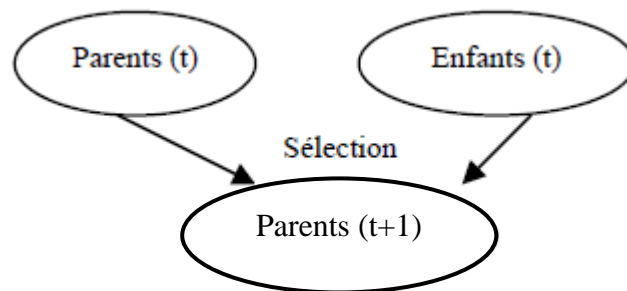 Parents (t)
Enfants (t)
Sélection
Parents (t+1)